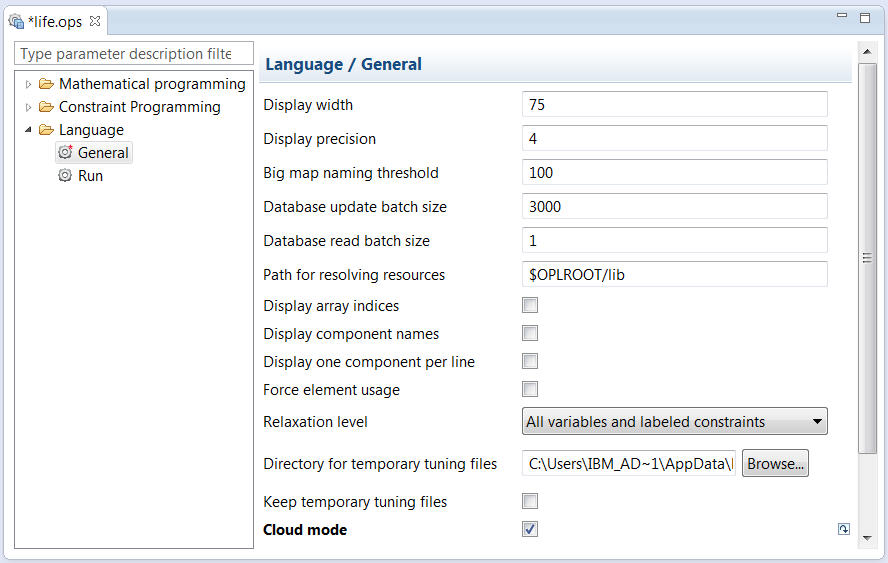 *life.ops
Type parameter description filte
Mathematical programming
Constraint Programming
Language
General
Run
Language / General
Display width 75
Display precision 4
Big map naming threshold 100
Database update batch size 3000
Database read batch size 1
Path for resolving resources $OPLROOT/lib
Display array indices
Display component names
Display one component per line
Force element usage
Relaxation level All variables and labeled constraints
Directory for temporary tuning files C:\Users\IBM_AD~1\AppData\ Browse...
Keep temporary tuning files
Cloud mode